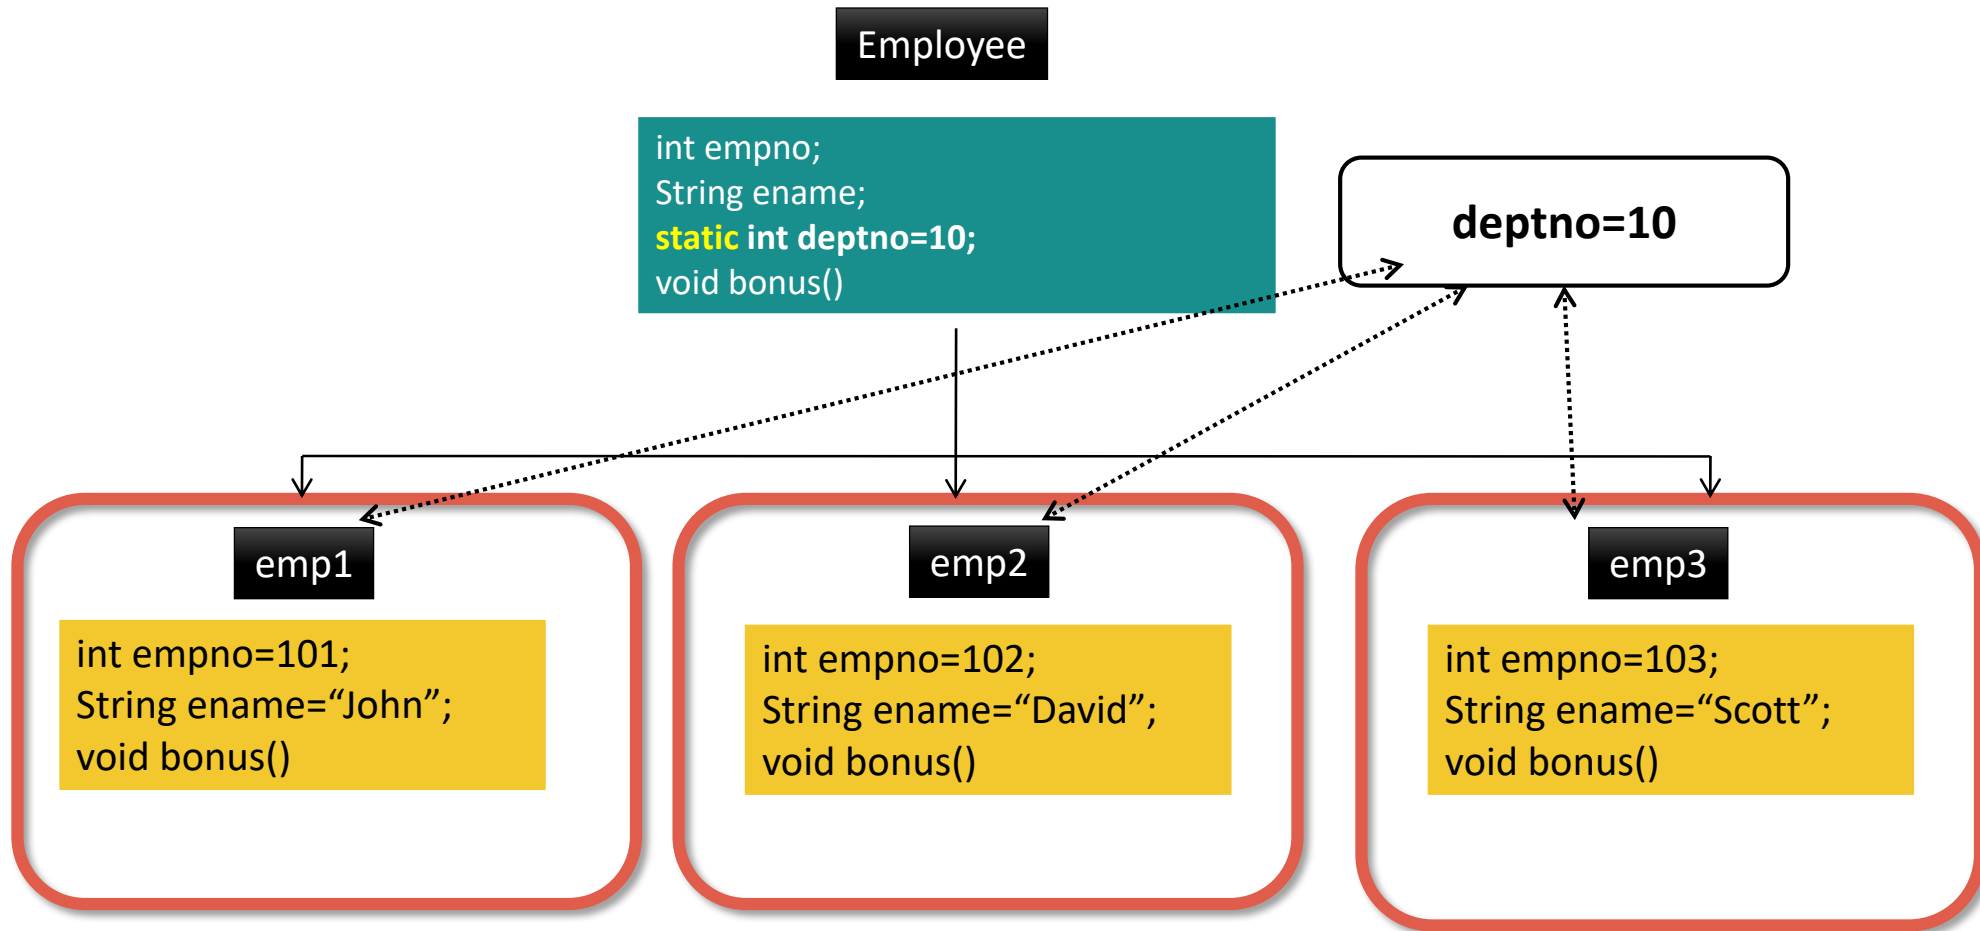 Employee
int empno;
String ename;
static int deptno=10;
void bonus()
deptno=10
emp1
int empno=101;
String ename=“John”;
void bonus()
emp2
int empno=102;
String ename=“David”;
void bonus()
emp3
int empno=103;
String ename=“Scott”;
void bonus()